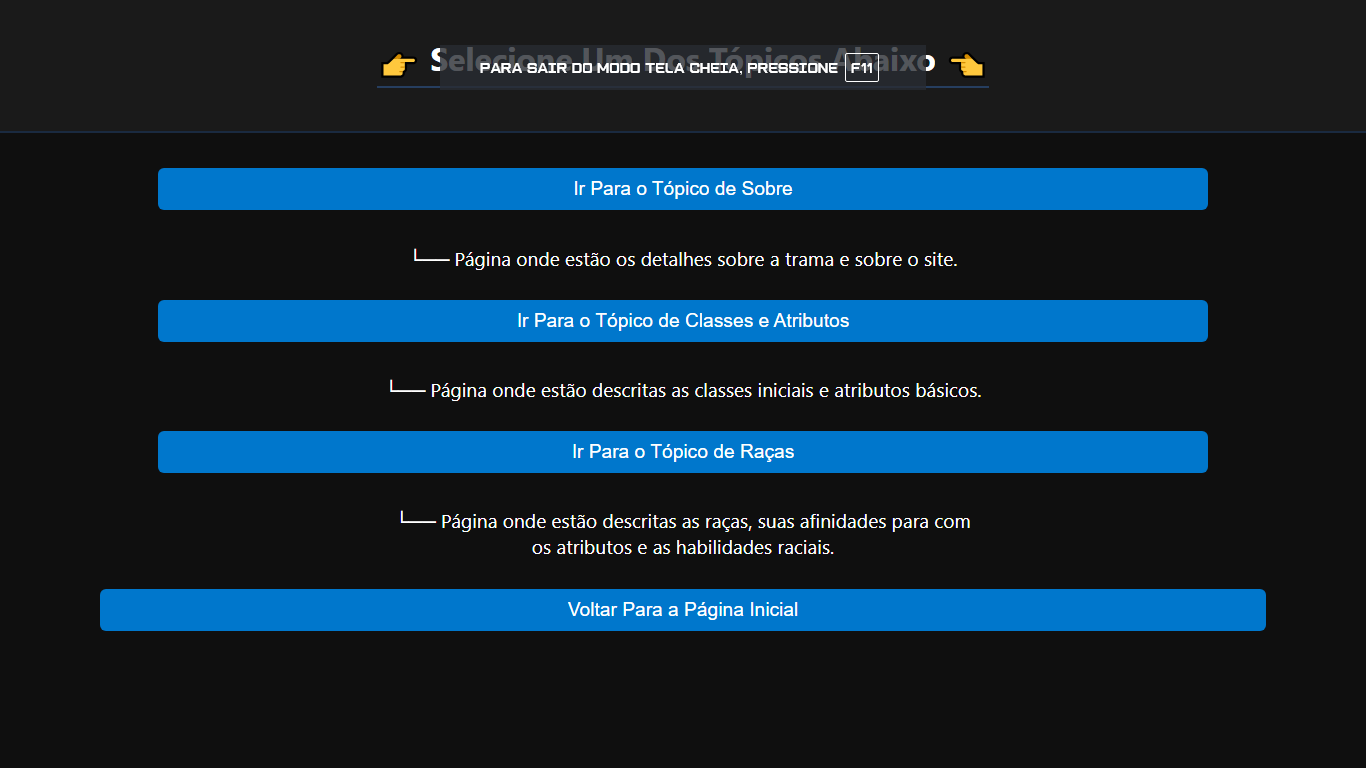 👉 Selecione Um Dos Tópicos Abaixo 👈
PARA SAIR DO MODO TELA CHEIA, PRESSIONE F11
Ir Para o Tópico de Sobre
└── Página onde estão os detalhes sobre a trama e sobre o site.
Ir Para o Tópico de Classes e Atributos
└── Página onde estão descritas as classes iniciais e atributos básicos.
Ir Para o Tópico de Raças
└── Página onde estão descritas as raças, suas afinidades para com
os atributos e as habilidades raciais.
Voltar Para a Página Inicial